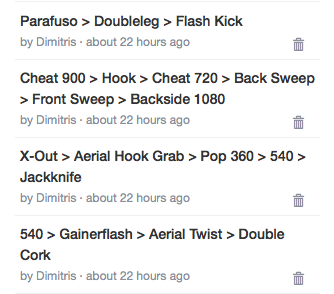 Parafuso > Doubleleg > Flash Kick
by Dimitris · about 22 hours ago
Cheat 900 > Hook > Cheat 720 > Back Sweep
> Front Sweep > Backside 1080
by Dimitris · about 22 hours ago
X-Out > Aerial Hook Grab > Pop 360 > 540 >
Jackknife
by Dimitris · about 22 hours ago
540 > Gainerflash > Aerial Twist > Double
Cork
by Dimitris · about 22 hours ago